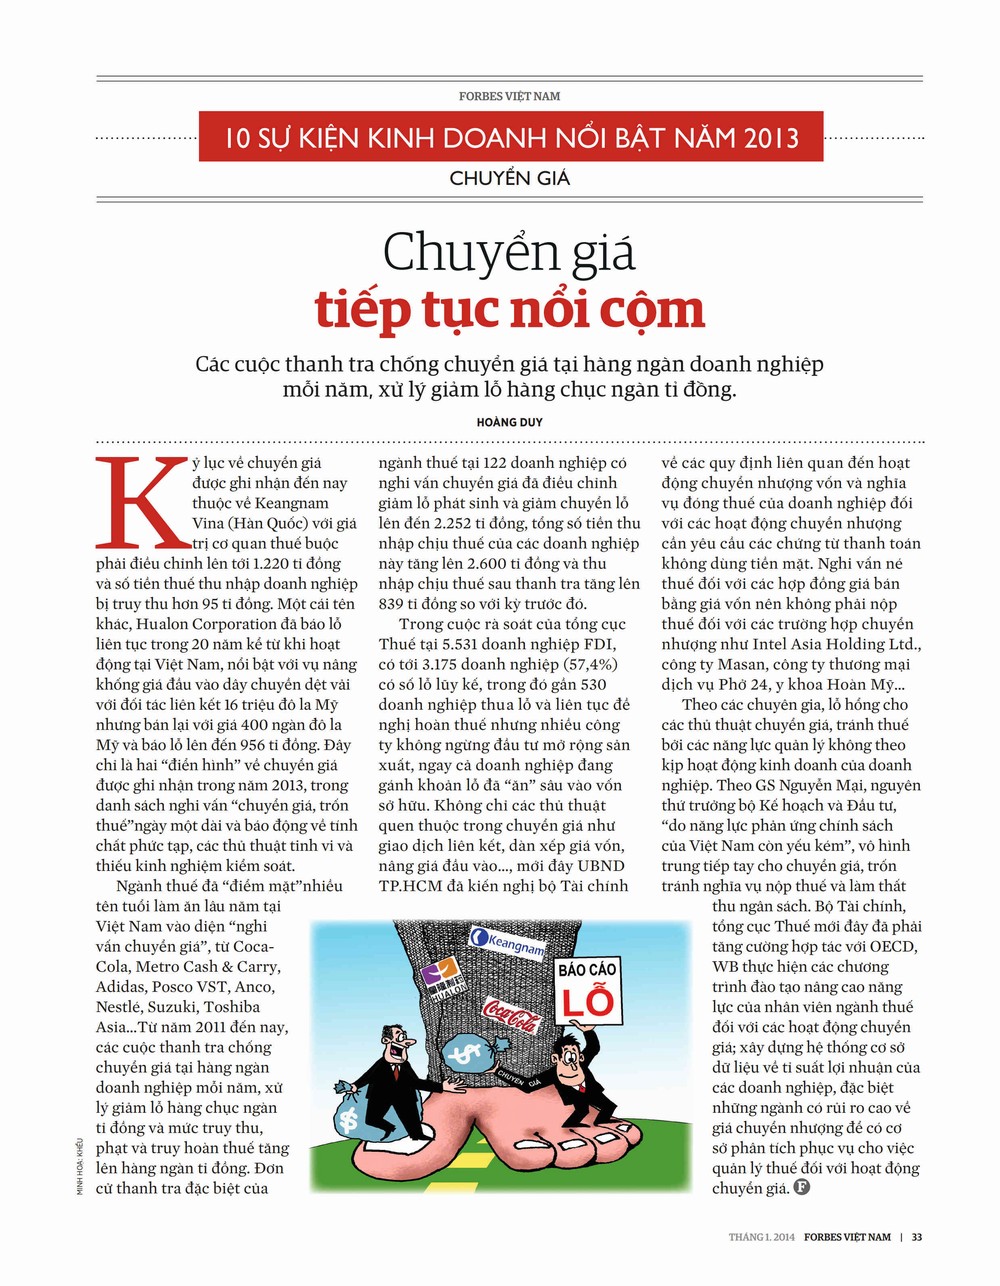 FORBES VIỆT NAM
10 SỰ KIỆN KINH DOANH NỔI BẬT NĂM 2013
CHUYỂN GIÁ
Chuyển giá
tiếp tục nổi cộm
Các cuộc thanh tra chống chuyển giá tại hàng ngàn doanh nghiệp
mỗi năm, xử lý giảm lỗ hàng chục ngàn tỉ đồng.
HOÀNG DUY
Kỷ lục về chuyển giá
được ghi nhận đến nay
thuộc về Keangnam
Vina (Hàn Quốc) với giá
trị cơ quan thuế buộc
phải điều chỉnh lên tới 1.220 tỉ đồng
và số tiền thuế thu nhập doanh nghiệp
bị truy thu hơn 95 tỉ đồng. Một cái tên
khác, Hualon Corporation đã báo lỗ
liên tục trong 20 năm kể từ khi hoạt
động tại Việt Nam, nổi bật với vụ nâng
khống giá đầu vào dây chuyền dệt vải
với đối tác liên kết 16 triệu đô la Mỹ
nhưng bán lại với giá 400 ngàn đô la
Mỹ và báo lỗ lên đến 956 tỉ đồng. Đây
chỉ là hai “điển hình” về chuyển giá
được ghi nhận trong năm 2013, trong
danh sách nghi vấn “chuyển giá, trốn
thuế”ngày một dài và báo động về tính
chất phức tạp, các thủ thuật tinh vi và
thiếu kinh nghiệm kiểm soát.
Ngành thuế đã “điểm mặt”nhiều
tên tuổi làm ăn lâu năm tại
Việt Nam vào diện “nghi
vấn chuyển giá”, từ Coca-
Cola, Metro Cash & Carry,
Adidas, Posco VST, Anco,
Nestlé, Suzuki, Toshiba
Asia...Từ năm 2011 đến nay,
các cuộc thanh tra chống
chuyển giá tại hàng ngàn
doanh nghiệp mỗi năm, xử
lý giảm lỗ hàng chục ngàn
tỉ đồng và mức truy thu,
phạt và truy hoàn thuế tăng
lên hàng ngàn tỉ đồng. Đơn
cử thanh tra đặc biệt của
ngành thuế tại 122 doanh nghiệp có
nghi vấn chuyển giá đã điều chỉnh
giảm lỗ phát sinh và giảm chuyển lỗ
lên đến 2.252 tỉ đồng, tổng số tiền thu
nhập chịu thuế của các doanh nghiệp
này tăng lên 2.600 tỉ đồng và thu
nhập chịu thuế sau thanh tra tăng lên
839 tỉ đồng so với kỳ trước đó.
Trong cuộc rà soát của tổng cục
Thuế tại 5.531 doanh nghiệp FDI,
có tới 3.175 doanh nghiệp (57,4%)
có số lỗ lũy kế, trong đó gần 530
doanh nghiệp thua lỗ và liên tục đề
nghị hoàn thuế nhưng nhiều công
ty không ngừng đầu tư mở rộng sản
xuất, ngay cả doanh nghiệp đang
gánh khoản lỗ đã “ăn” sâu vào vốn
sở hữu. Không chỉ các thủ thuật
quen thuộc trong chuyển giá như
giao dịch liên kết, dàn xếp giá vốn,
nâng giá đầu vào..., mới đây UBND
TP.HCM đã kiến nghị bộ Tài chính
về các quy định liên quan đến hoạt
động chuyển nhượng vốn và nghĩa
vụ đóng thuế của doanh nghiệp đối
với các hoạt động chuyển nhượng
cần yêu cầu các chứng từ thanh toán
không dùng tiền mặt. Nghi vấn né
thuế đối với các hợp đồng giá bán
bằng giá vốn nên không phải nộp
thuế đối với các trường hợp chuyển
nhượng như Intel Asia Holding Ltd.,
công ty Masan, công ty thương mại
dịch vụ Phở 24, y khoa Hoàn Mỹ...
Theo các chuyên gia, lỗ hổng cho
các thủ thuật chuyển giá, tránh thuế
bởi các năng lực quản lý không theo
kịp hoạt động kinh doanh của doanh
nghiệp. Theo GS Nguyễn Mại, nguyên
thứ trưởng bộ Kế hoạch và Đầu tư,
“do năng lực phản ứng chính sách
của Việt Nam còn yếu kém”, vô hình
trung tiếp tay cho chuyển giá, trốn
tránh nghĩa vụ nộp thuế và làm thất
thu ngân sách. Bộ Tài chính,
tổng cục Thuế mới đây đã phải
tăng cường hợp tác với OECD,
WB thực hiện các chương
trình đào tạo nâng cao năng
lực của nhân viên ngành thuế
đối với các hoạt động chuyển
giá; xây dựng hệ thống cơ sở
dữ liệu về tỉ suất lợi nhuận của
các doanh nghiệp, đặc biệt
những ngành có rủi ro cao về
giá chuyển nhượng để có cơ
sở phân tích phục vụ cho việc
quản lý thuế đối với hoạt động
chuyển giá. F
Keangnam
HUALON
Coca-Cola
BÁO CÁO
LỖ
CHUYỂN GIÁ
$
$
MINH HỌA: KHỀU
THÁNG 1. 2014 FORBES VIỆT NAM | 33